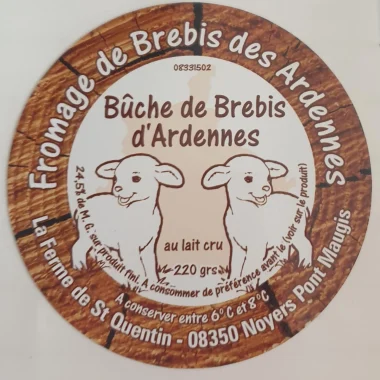 Fromage de Brebis des Ardennes
08331502
Bûche de Brebis
d'Ardennes
au lait cru
220 grs
24,5% de M.G. sur produit fini. A consommer de préférence avant le (voir sur le produit)
A conserver entre 6°C et 8°C
La Ferme de St Quentin - 08350 Noyers Pont Maugis